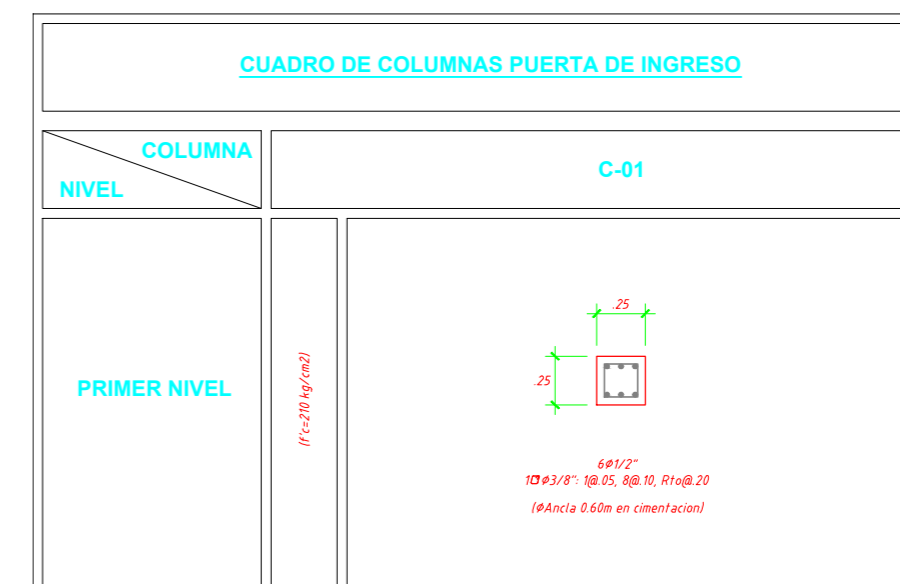 CUADRO DE COLUMNAS PUERTA DE INGRESO
COLUMNA
NIVEL
C-01
PRIMER NIVEL
(f'c=210 kg/cm2)
.25
.25
6Ø1/2"
1 Ø3/8": 1@.05, 8@.10, Rto@.20
(ØAncla 0.60m en cimentacion)